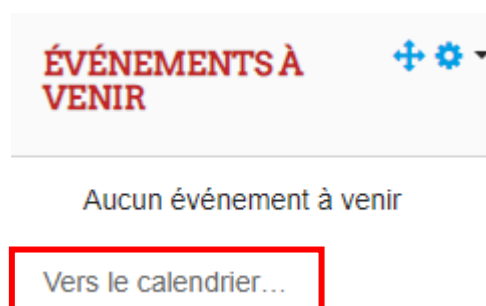 ÉVÉNEMENTS À
VENIR
Aucun événement à venir
Vers le calendrier...